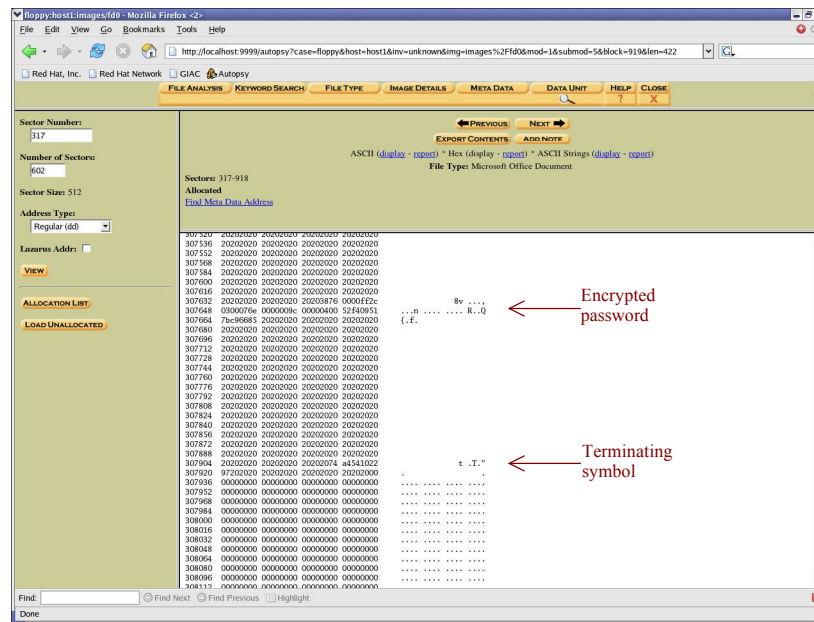 floppy:host1:images/fd0 - Mozilla Firefox <2>
File Edit View Go Bookmarks Tools Help
http://localhost:9999/autopsy?case=floppy&host=host1&inv=unknown&img=images%2Ffd0&mod=1&submod=5&block=919&len=422
Red Hat, Inc. Red Hat Network GIAC Autopsy
FILE ANALYSIS KEYWORD SEARCH FILE TYPE IMAGE DETAILS META DATA DATA UNIT HELP CLOSE
? X
Sector Number:
317
Number of Sectors:
602
Sector Size: 512
Address Type:
Regular (dd)
Lazarus Addr:
VIEW
ALLOCATION LIST
LOAD UNALLOCATED
PREVIOUS NEXT
EXPORT CONTENTS ADD NOTE
ASCII (display - report) * Hex (display - report) * ASCII Strings (display - report)
File Type: Microsoft Office Document
Sectors: 317-918
Allocated
Find Meta Data Address
307520 20202020 20202020 20202020 20202020
307536 20202020 20202020 20202020 20202020
307552 20202020 20202020 20202020 20202020
307568 20202020 20202020 20202020 20202020
307584 20202020 20202020 20202020 20202020
307600 20202020 20202020 20202020 20202020
307616 20202020 20202020 20202020 20202020
307632 20202020 20202020 20203876 0000ff2c 8v ...,
307648 0300076e 0000009c 00000400 52f40951 ...n .... .... R..Q
307664 7bc96685 20202020 20202020 20202020 {.f.
307680 20202020 20202020 20202020 20202020
307696 20202020 20202020 20202020 20202020
307712 20202020 20202020 20202020 20202020
307728 20202020 20202020 20202020 20202020
307744 20202020 20202020 20202020 20202020
307760 20202020 20202020 20202020 20202020
307776 20202020 20202020 20202020 20202020
307792 20202020 20202020 20202020 20202020
307808 20202020 20202020 20202020 20202020
307824 20202020 20202020 20202020 20202020
307840 20202020 20202020 20202020 20202020
307856 20202020 20202020 20202020 20202020
307872 20202020 20202020 20202020 20202020
307888 20202020 20202020 20202020 20202020
307904 20202020 20202020 20202074 a4541022 t .T."
307920 97202020 20202020 20202020 20202000 . .
307936 00000000 00000000 00000000 00000000 .... .... .... ....
307952 00000000 00000000 00000000 00000000 .... .... .... ....
307968 00000000 00000000 00000000 00000000 .... .... .... ....
307984 00000000 00000000 00000000 00000000 .... .... .... ....
308000 00000000 00000000 00000000 00000000 .... .... .... ....
308016 00000000 00000000 00000000 00000000 .... .... .... ....
308032 00000000 00000000 00000000 00000000 .... .... .... ....
308048 00000000 00000000 00000000 00000000 .... .... .... ....
308064 00000000 00000000 00000000 00000000 .... .... .... ....
308080 00000000 00000000 00000000 00000000 .... .... .... ....
308096 00000000 00000000 00000000 00000000 .... .... .... ....
308112 00000000 00000000 00000000 00000000 .... .... .... ....
Encrypted
password
Terminating
symbol
Find: Find Next Find Previous Highlight
Done